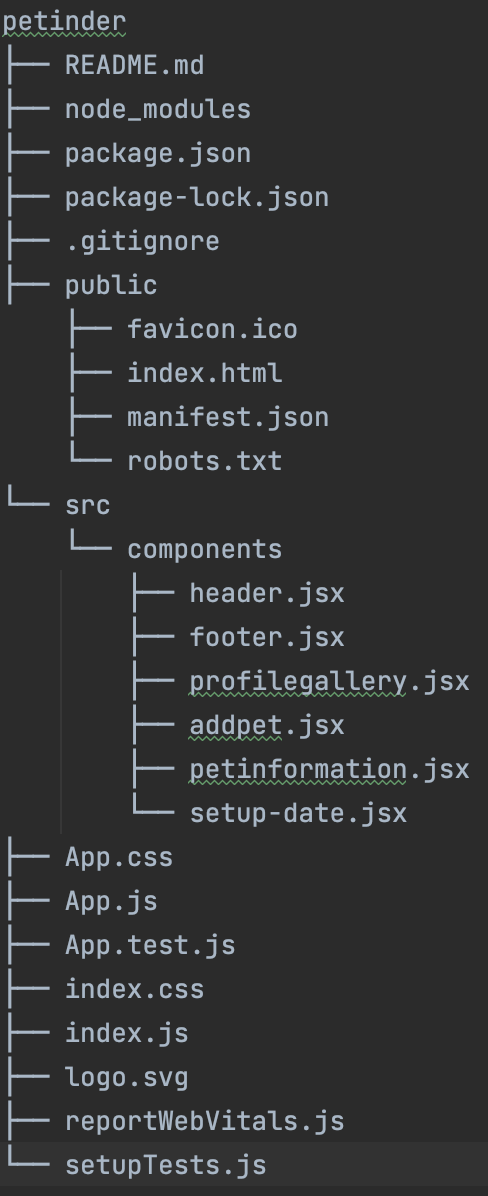 petinder
├── README.md
├── node_modules
├── package.json
├── package-lock.json
├── .gitignore
├── public
    ├── favicon.ico
    ├── index.html
    ├── manifest.json
    └── robots.txt
└── src
    └── components
        ├── header.jsx
        ├── footer.jsx
        ├── profilegallery.jsx
        ├── addpet.jsx
        ├── petinformation.jsx
        └── setup-date.jsx
├── App.css
├── App.js
├── App.test.js
├── index.css
├── index.js
├── logo.svg
├── reportWebVitals.js
└── setupTests.js